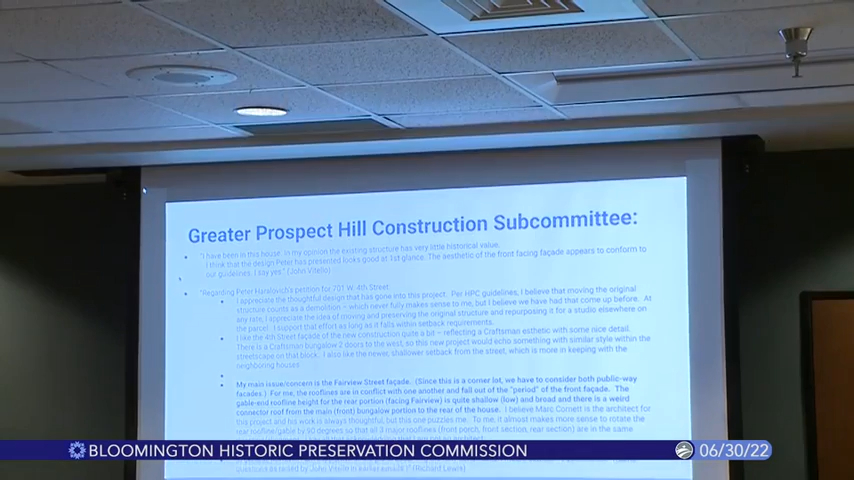 Greater Prospect Hill Construction Subcommittee:
"I have been in this house. In my opinion the existing structure has very little historical value.
I think that the design Peter has presented looks good at 1st glance. The aesthetic of the front facing façade appears to conform to
our guidelines. I say yes." (John Vitello)
"Regarding Peter Haralovich's petition for 701 W. 4th Street
I appreciate the thoughtful design that has gone into this project. Per HPC guidelines, I believe that moving the original
structure counts as a demolition – which never fully makes sense to me, but I believe we have had that come up before. At
any rate, I appreciate the idea of moving and preserving the original structure and repurposing it for a studio elsewhere on
the parcel. I support that effort as long as it falls within setback requirements.
I like the 4th Street façade of the new construction quite a bit – reflecting a Craftsman esthetic with some nice detail.
There is a Craftsman bungalow 2 doors to the west, so this new project would echo something with similar style within the
streetscape on that block. I also like the newer, shallower setback from the street, which is more in keeping with the
neighboring houses.
My main issue/concern is the Fairview Street façade. (Since this is a corner lot, we have to consider both public-way
facades.) For me, the rooflines are in conflict with one another and fall out of the "period" of the front façade. The
gable-end roofline height for the rear portion (facing Fairview) is quite shallow (low) and broad and there is a weird
connector roof from the main (front) bungalow portion to the rear of the house. I believe Marc Cornett is the architect for
this project and his work is always thoughtful, but this one puzzles me. To me, it almost makes more sense to rotate the
rear roofline/gable by 90 degrees so that all 3 major rooflines (front porch, front section, rear section) are in the same
BLOOMINGTON HISTORIC PRESERVATION COMMISSION
06/30/22
questions as raised by John Vitello in earlier emails." (Richard Lewis)